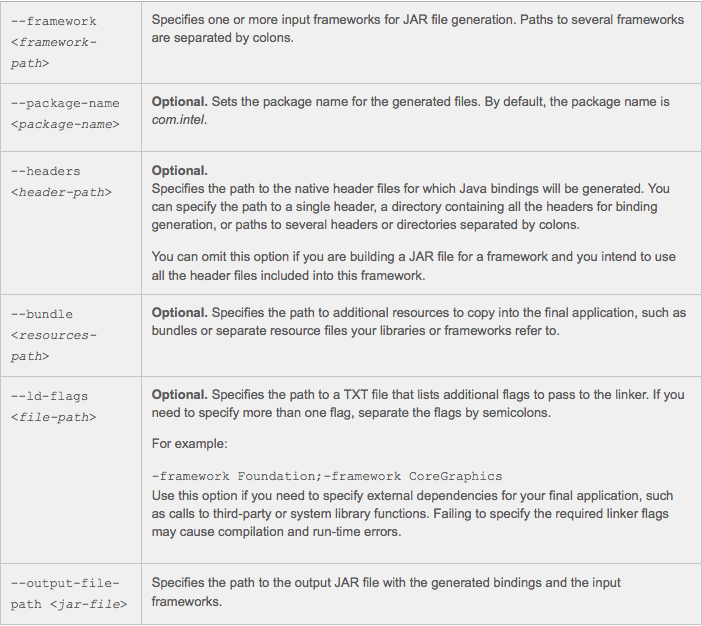 --framework
<framework-
path>
Specifies one or more input frameworks for JAR file generation. Paths to several frameworks
are separated by colons.
--package-name
<package-name>
Optional. Sets the package name for the generated files. By default, the package name is
com.intel.
--headers
<header-path>
Optional.
Specifies the path to the native header files for which Java bindings will be generated. You
can specify the path to a single header, a directory containing all the headers for binding
generation, or paths to several headers or directories separated by colons.
You can omit this option if you are building a JAR file for a framework and you intend to use
all the header files included into this framework.
--bundle
<resources-
path>
Optional. Specifies the path to additional resources to copy into the final application, such as
bundles or separate resource files your libraries or frameworks refer to.
--ld-flags
<file-path>
Optional. Specifies the path to a TXT file that lists additional flags to pass to the linker. If you
need to specify more than one flag, separate the flags by semicolons.
For example:
-framework Foundation;-framework CoreGraphics
Use this option if you need to specify external dependencies for your final application, such
as calls to third-party or system library functions. Failing to specify the required linker flags
may cause compilation and run-time errors.
--output-file-
path <jar-file>
Specifies the path to the output JAR file with the generated bindings and the input
frameworks.